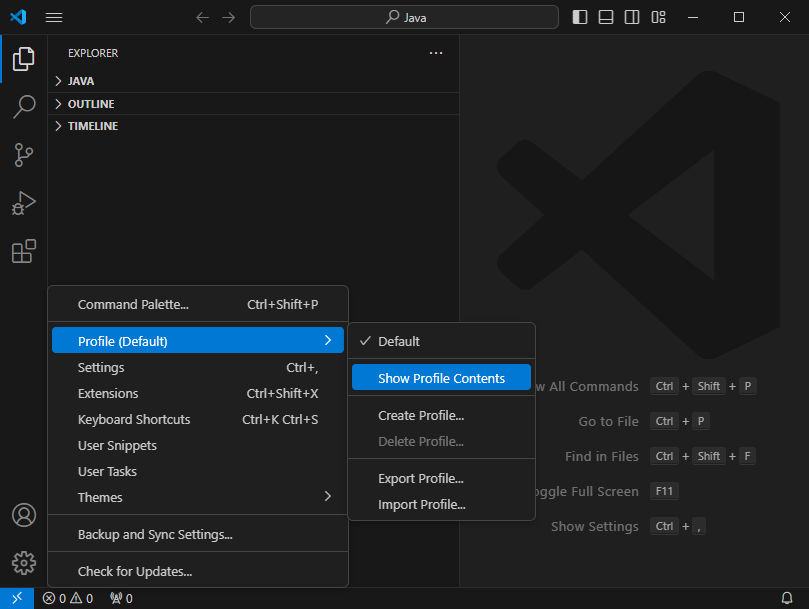 Java
EXPLORER
JAVA
OUTLINE
TIMELINE
Command Palette... Ctrl+Shift+P
Profile (Default)
Settings Ctrl+,
Extensions Ctrl+Shift+X
Keyboard Shortcuts Ctrl+K Ctrl+S
User Snippets
User Tasks
Themes
Backup and Sync Settings...
Check for Updates...
Default
Show Profile Contents
Create Profile...
Delete Profile...
Export Profile...
Import Profile...
w All Commands Ctrl + Shift + P
Go to File Ctrl + P
Find in Files Ctrl + Shift + F
oggle Full Screen F11
Show Settings Ctrl + ,
0 0 0